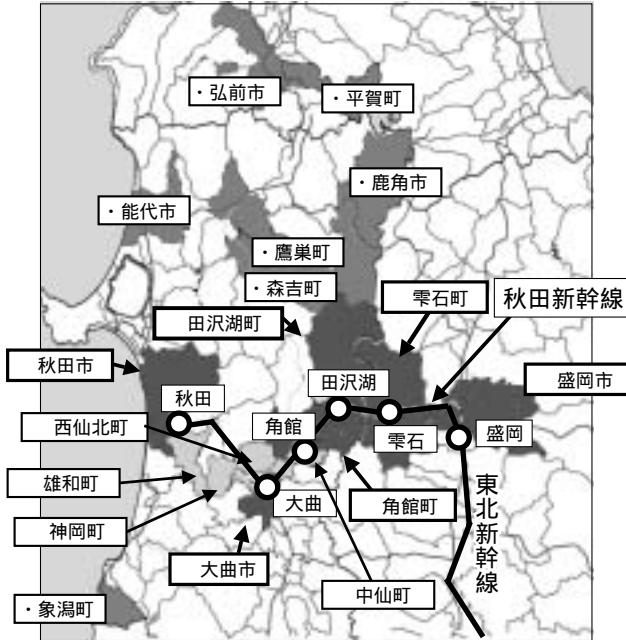 ・弘前市
・平賀町
・鹿角市
・能代市
・鷹巣町
・森吉町
雫石町
秋田新幹線
田沢湖町
秋田市
田沢湖
盛岡市
秋田
西仙北町
角館
雫石
盛岡
雄和町
大曲
角館町
東北新幹線
神岡町
大曲市
中仙町
・象潟町